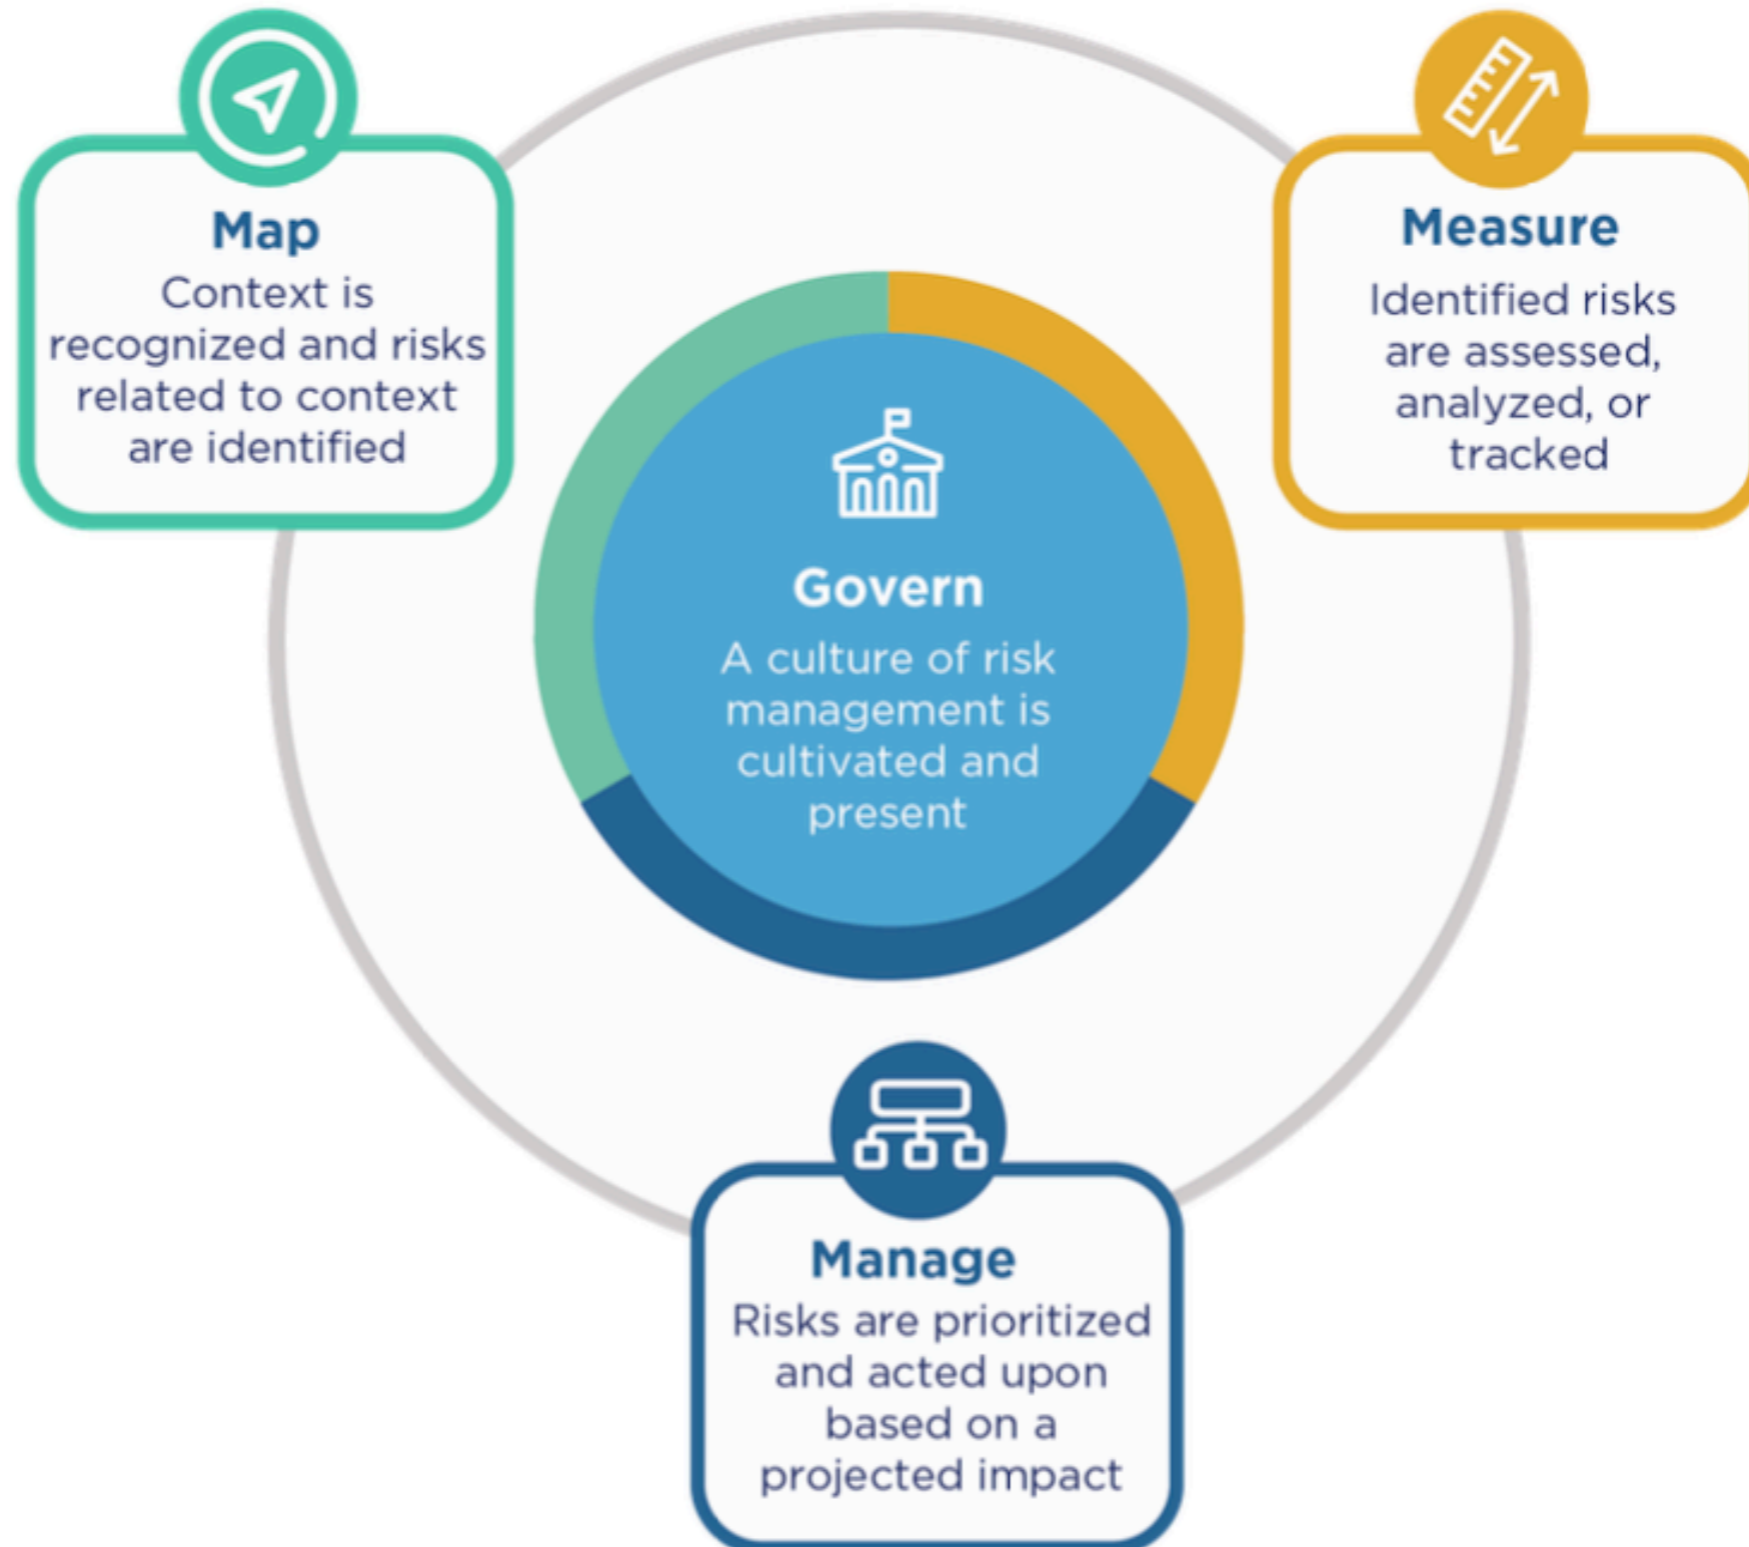 Map
Context is
recognized and risks
related to context
are identified
Measure
Identified risks
are assessed,
analyzed, or
tracked
Govern
A culture of risk
management is
cultivated and
present
Manage
Risks are prioritized
and acted upon
based on a
projected impact